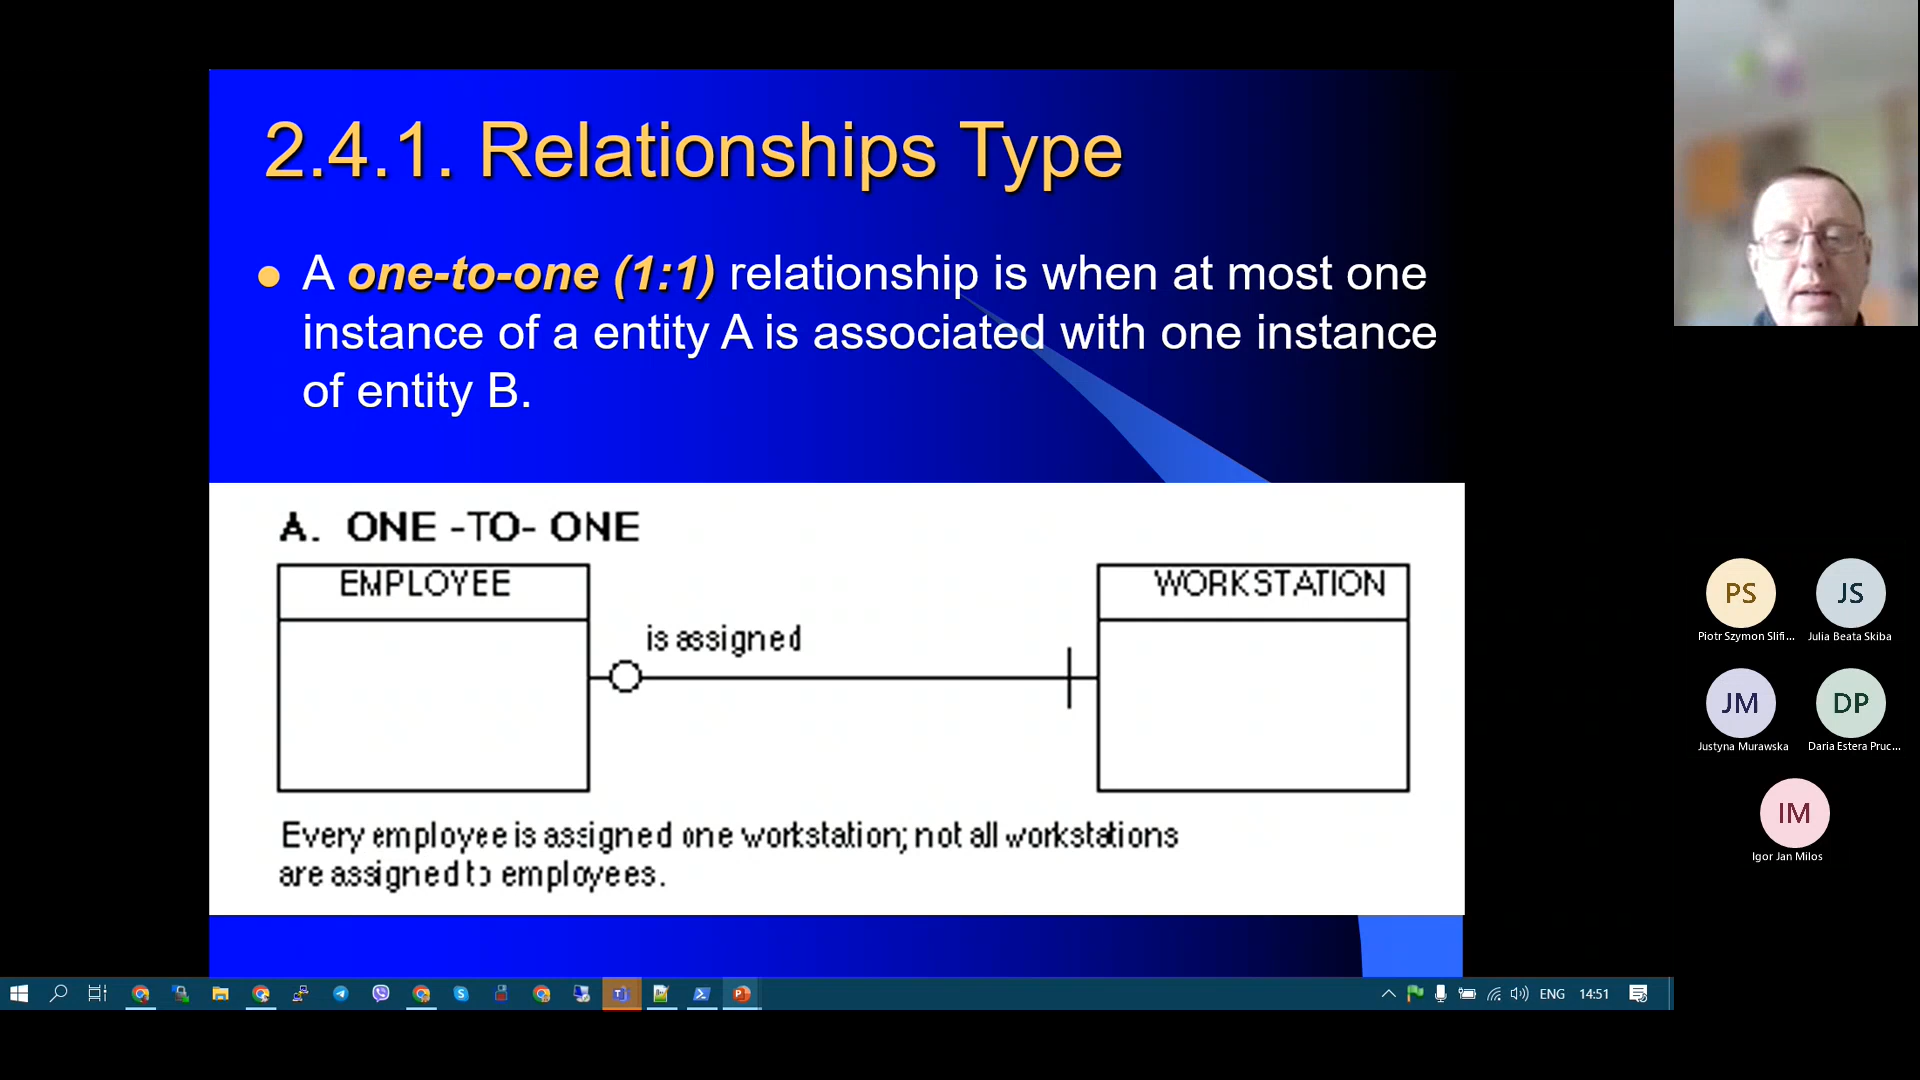 2.4.1. Relationships Type
A one-to-one (1:1) relationship is when at most one
instance of a entity A is associated with one instance
of entity B.
A. ONE -TO- ONE
EMPLOYEE
WORKSTATION
is assigned
Every employee is assigned one workstation; not all workstations
are assigned to employees.
PS
JS
Piotr Szymon Slifi...
Julia Beata Skiba
JM
DP
Justyna Murawska
Daria Estera Pruc...
IM
Igor Jan Milos
ENG
14:51